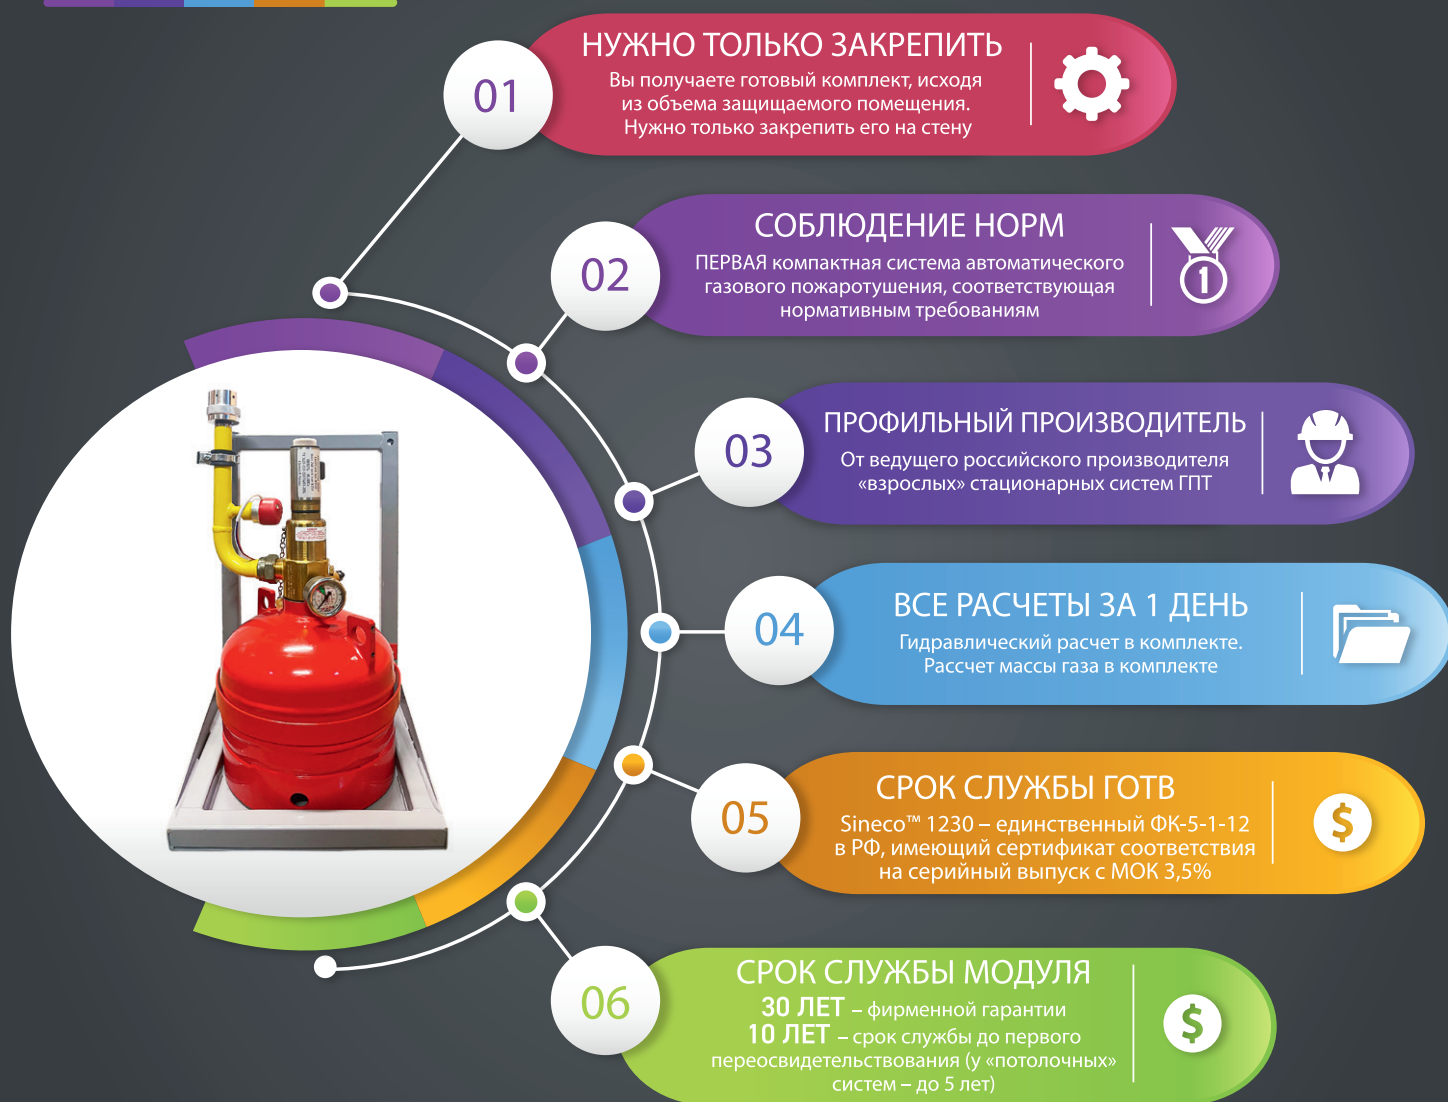 01
НУЖНО ТОЛЬКО ЗАКРЕПИТЬ
Вы получаете готовый комплект, исходя
из объема защищаемого помещения.
Нужно только закрепить его на стену
02
СОБЛЮДЕНИЕ НОРМ
ПЕРВАЯ компактная система автоматического
газового пожаротушения, соответствующая
нормативным требованиям
1
03
ПРОФИЛЬНЫЙ ПРОИЗВОДИТЕЛЬ
От ведущего российского производителя
«взрослых» стационарных систем ГПТ
04
ВСЕ РАСЧЕТЫ ЗА 1 ДЕНЬ
Гидравлический расчет в комплекте.
Рассчет массы газа в комплекте
05
СРОК СЛУЖБЫ ГОТВ
Sineco™ 1230 – единственный ФК-5-1-12
в РФ, имеющий сертификат соответствия
на серийный выпуск с МОК 3,5%
$
06
СРОК СЛУЖБЫ МОДУЛЯ
30 ЛЕТ – фирменной гарантии
10 ЛЕТ – срок службы до первого
переосвидетельствования (у «потолочных»
систем – до 5 лет)
$